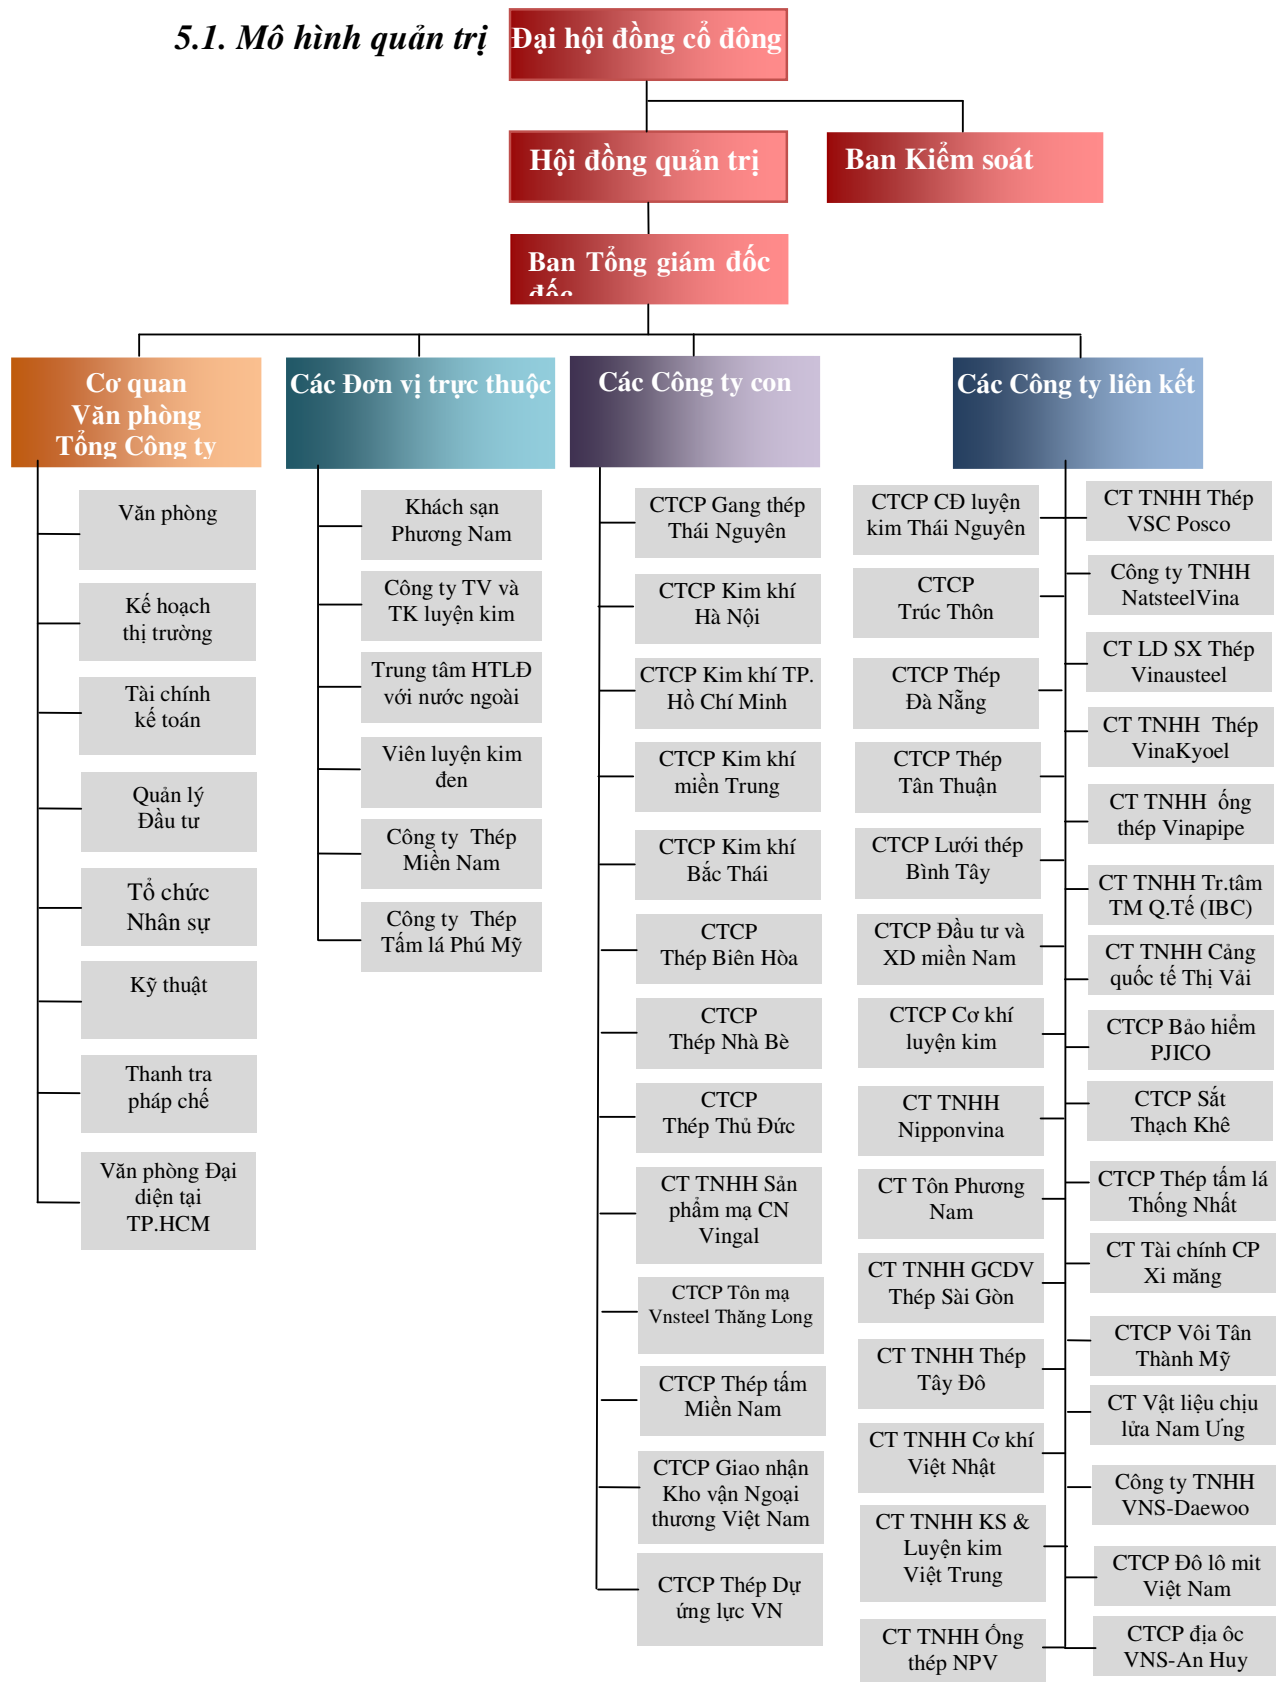 5.1. Mô hình quản trị
Đại hội đồng cổ đông
Hội đồng quản trị
Ban Kiểm soát
Ban Tổng giám đốc
đốc
Cơ quan
Văn phòng
Tổng Công ty
Văn phòng
Kế hoạch
thị trường
Tài chính
kế toán
Quản lý
Đầu tư
Tổ chức
Nhân sự
Kỹ thuật
Thanh tra
pháp chế
Văn phòng Đại
diện tại
TP.HCM
Các Đơn vị trực thuộc
Khách sạn
Phương Nam
Công ty TV và
TK luyện kim
Trung tâm HTLĐ
với nước ngoài
Viên luyện kim
đen
Công ty Thép
Miền Nam
Công ty Thép
Tấm lá Phú Mỹ
Các Công ty con
CTCP Gang thép
Thái Nguyên
CTCP Kim khí
Hà Nội
CTCP Kim khí TP.
Hồ Chí Minh
CTCP Kim khí
miền Trung
CTCP Kim khí
Bắc Thái
CTCP
Thép Biên Hòa
CTCP
Thép Nhà Bè
CTCP
Thép Thủ Đức
CT TNHH Sản
phẩm mạ CN
Vingal
CTCP Tôn mạ
Vnsteel Thăng Long
CTCP Thép tấm
Miền Nam
CTCP Giao nhận
Kho vận Ngoại
thương Việt Nam
CTCP Thép Dự
ứng lực VN
Các Công ty liên kết
CTCP CĐ luyện
kim Thái Nguyên
CTCP
Trúc Thôn
CTCP Thép
Đà Nẵng
CTCP Thép
Tân Thuận
CTCP Lưới thép
Bình Tây
CTCP Đầu tư và
XD miền Nam
CTCP Cơ khí
luyện kim
CT TNHH
Nipponvina
CT Tôn Phương
Nam
CT TNHH GCDV
Thép Sài Gòn
CT TNHH Thép
Tây Đô
CT TNHH Cơ khí
Việt Nhật
CT TNHH KS &
Luyện kim
Việt Trung
CT TNHH Ống
thép NPV
CT TNHH Thép
VSC Posco
Công ty TNHH
NatsteelVina
CT LD SX Thép
Vinausteel
CT TNHH Thép
VinaKyoel
CT TNHH ống
thép Vinapipe
CT TNHH Tr.tâm
TM Q.Tế (IBC)
CT TNHH Cảng
quốc tế Thị Vải
CTCP Bảo hiểm
PJICO
CTCP Sắt
Thạch Khê
CTCP Thép tấm lá
Thống Nhất
CT Tài chính CP
Xi măng
CTCP Vôi Tân
Thành Mỹ
CT Vật liệu chịu
lửa Nam Ưng
Công ty TNHH
VNS-Daewoo
CTCP Đô lô mit
Việt Nam
CTCP địa ôc
VNS-An Huy